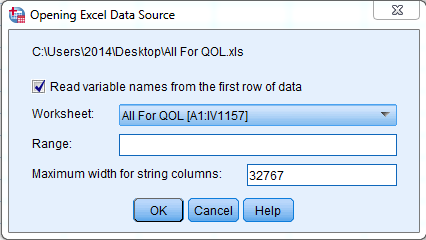 Opening Excel Data Source
C:\Users\2014\Desktop\All For QOL.xls
Read variable names from the first row of data
Worksheet: All For QOL [A1:IV1157]
Range:
Maximum width for string columns: 32767
OK Cancel Help